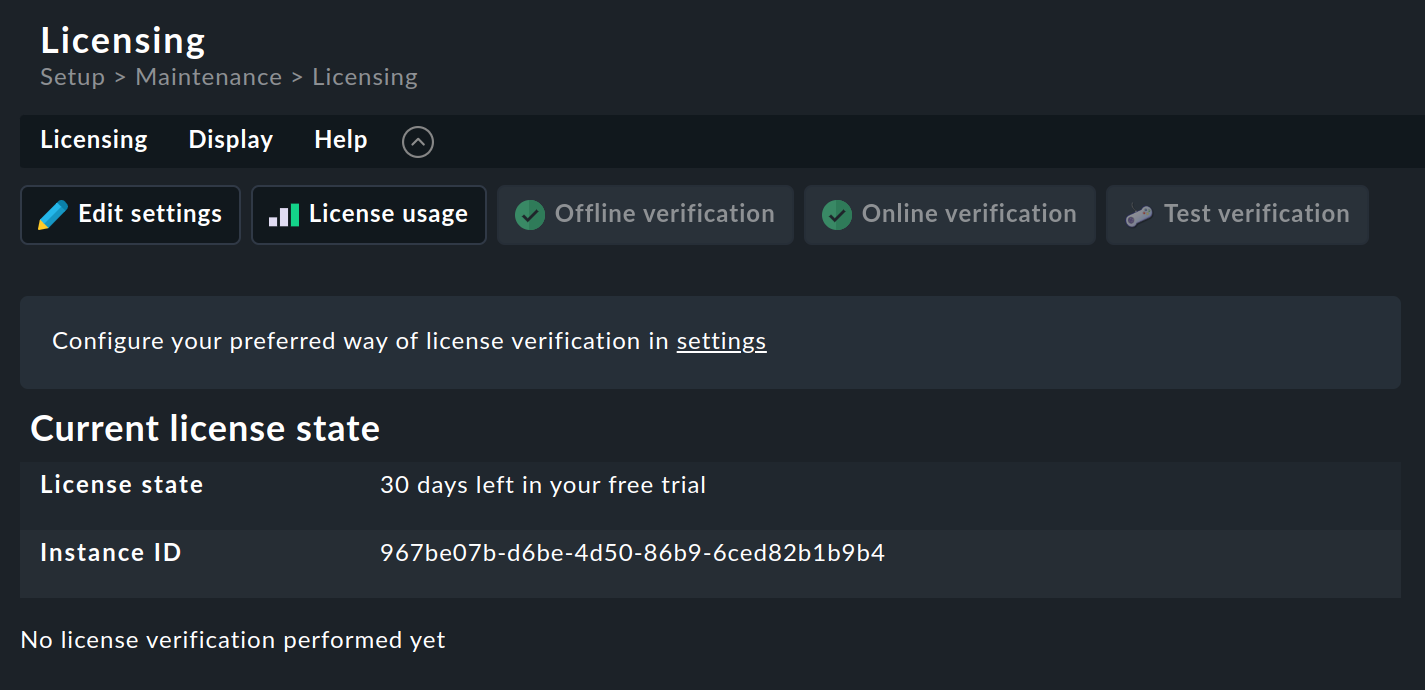 Licensing
Setup > Maintenance > Licensing
Licensing Display Help
Edit settings License usage Offline verification Online verification Test verification
Configure your preferred way of license verification in settings
Current license state
License state 30 days left in your free trial
Instance ID 967be07b-d6be-4d50-86b9-6ced82b1b9b4
No license verification performed yet